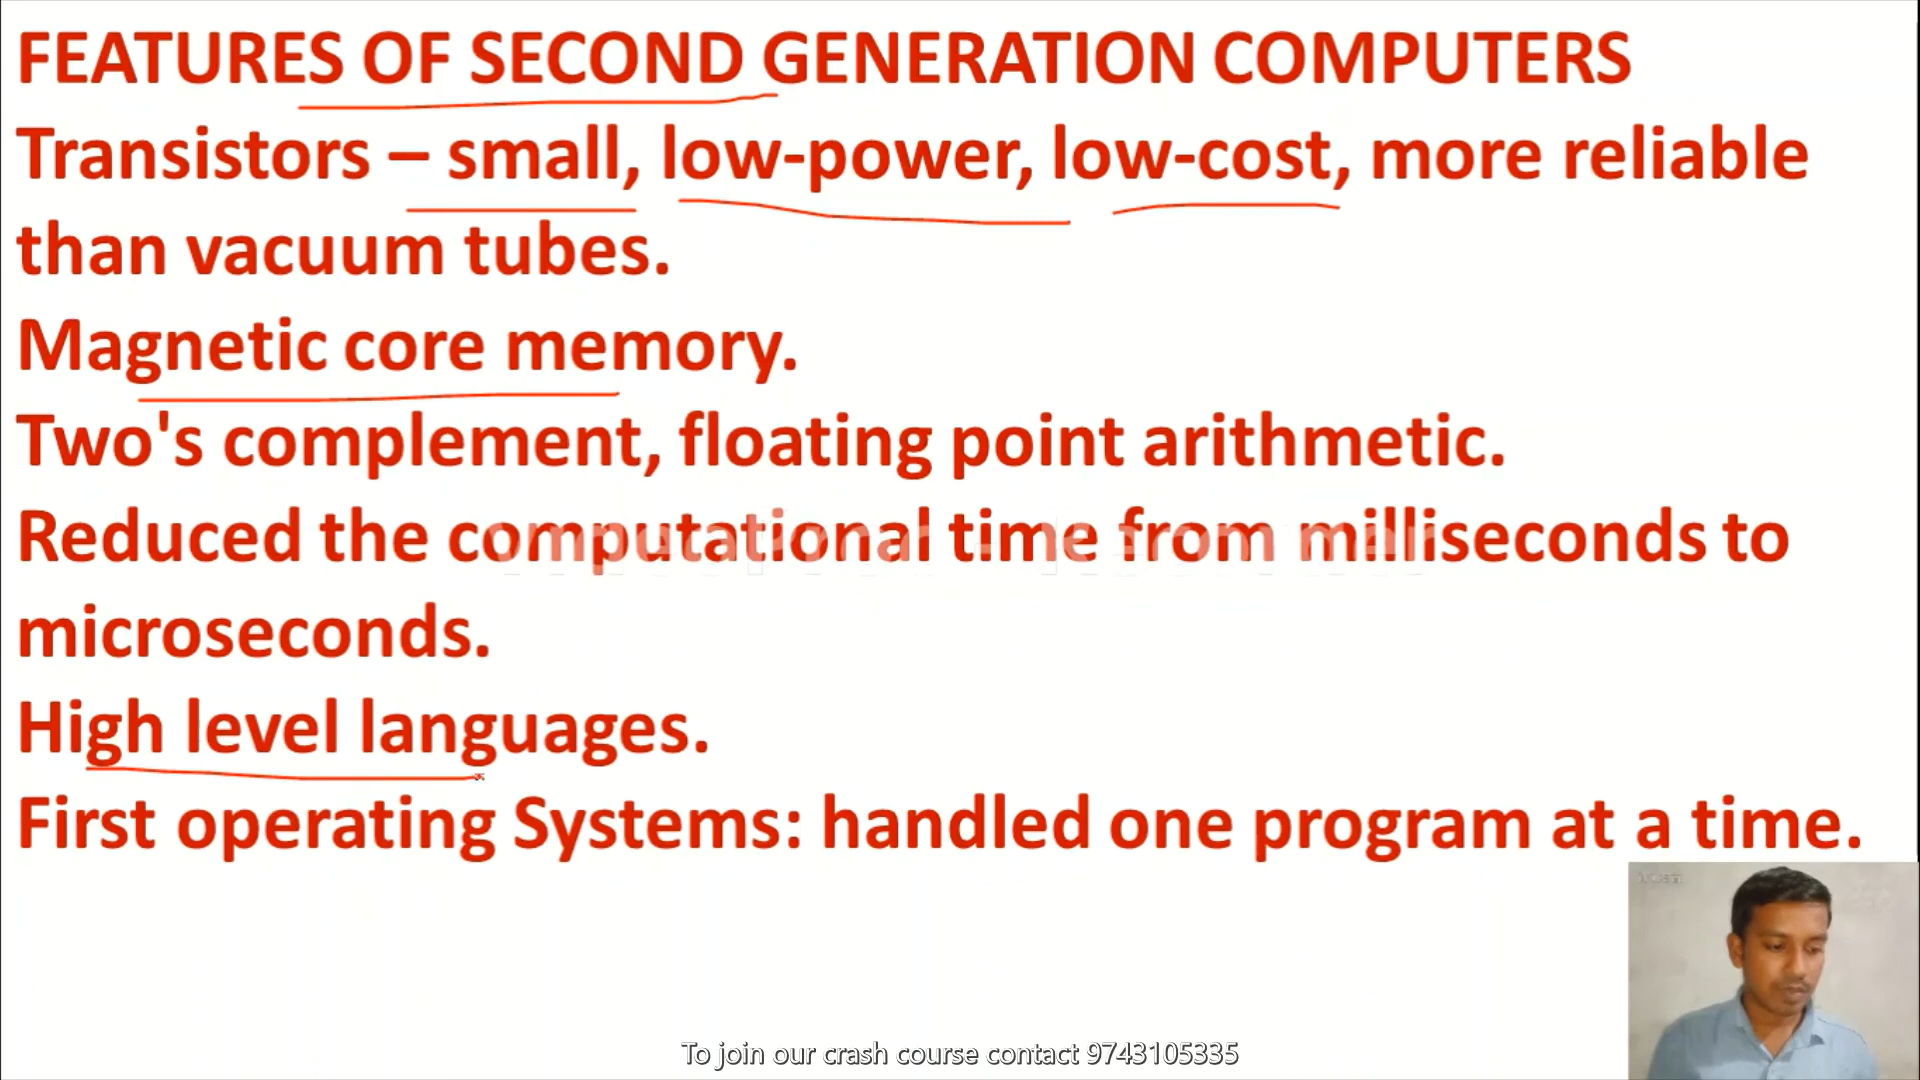 FEATURES OF SECOND GENERATION COMPUTERS
Transistors – small, low-power, low-cost, more reliable
than vacuum tubes.
Magnetic core memory.
Two's complement, floating point arithmetic.
Reduced the computational time from milliseconds to
microseconds.
High level languages.
First operating Systems: handled one program at a time.
To join our crash course contact 9743105335